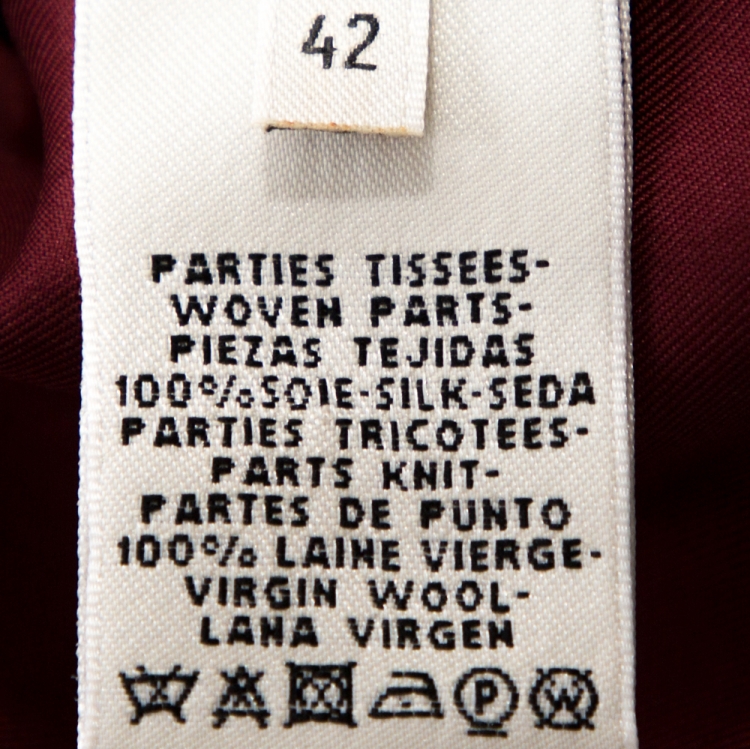 42
PARTIES TISSEES-
WOVEN PARTS-
PIEZAS TEJIDAS
100%SOIE-SILK-SEDA
PARTIES TRICOTEES-
PARTS KNIT-
PARTES DE PUNTO
100% LAINE VIERGE-
VIRGIN WOOL-
LANA VIRGEN
P W